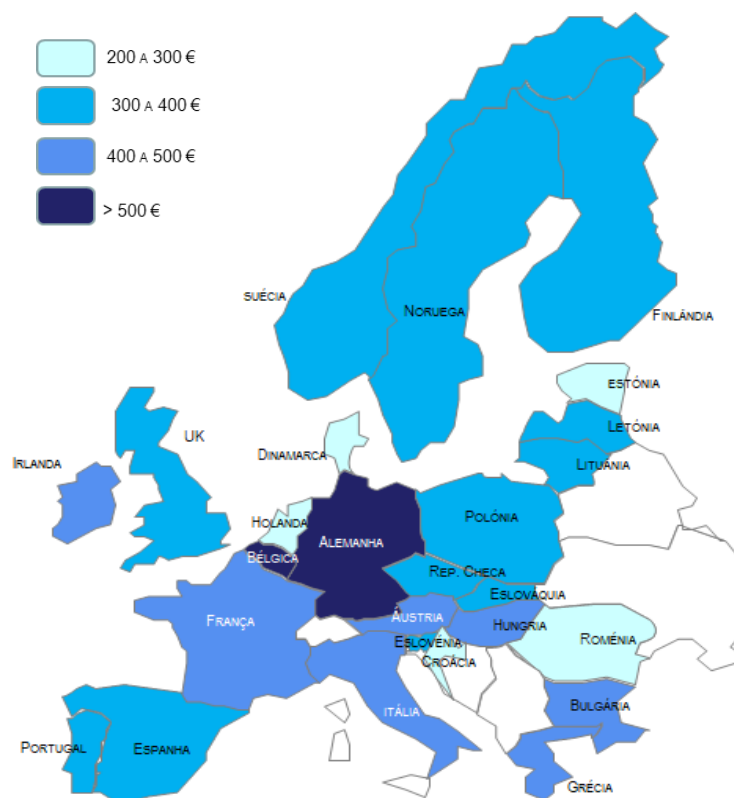 200 A 300 €
300 A 400 €
400 A 500 €
> 500 €
SUÉCIA
NORUEGA
FINLÂNDIA
ESTÓNIA
LETÓNIA
LITUÂNIA
UK
IRLANDA
DINAMARCA
HOLANDA
BÉLGICA
ALEMANHA
POLÓNIA
REP. CHECA
ESLOVÁQUIA
FRANÇA
ÁUSTRIA
HUNGRIA
ESLOVÉNIA
CROÁCIA
ROMÉNIA
ITÁLIA
BULGÁRIA
PORTUGAL
ESPANHA
GRÉCIA